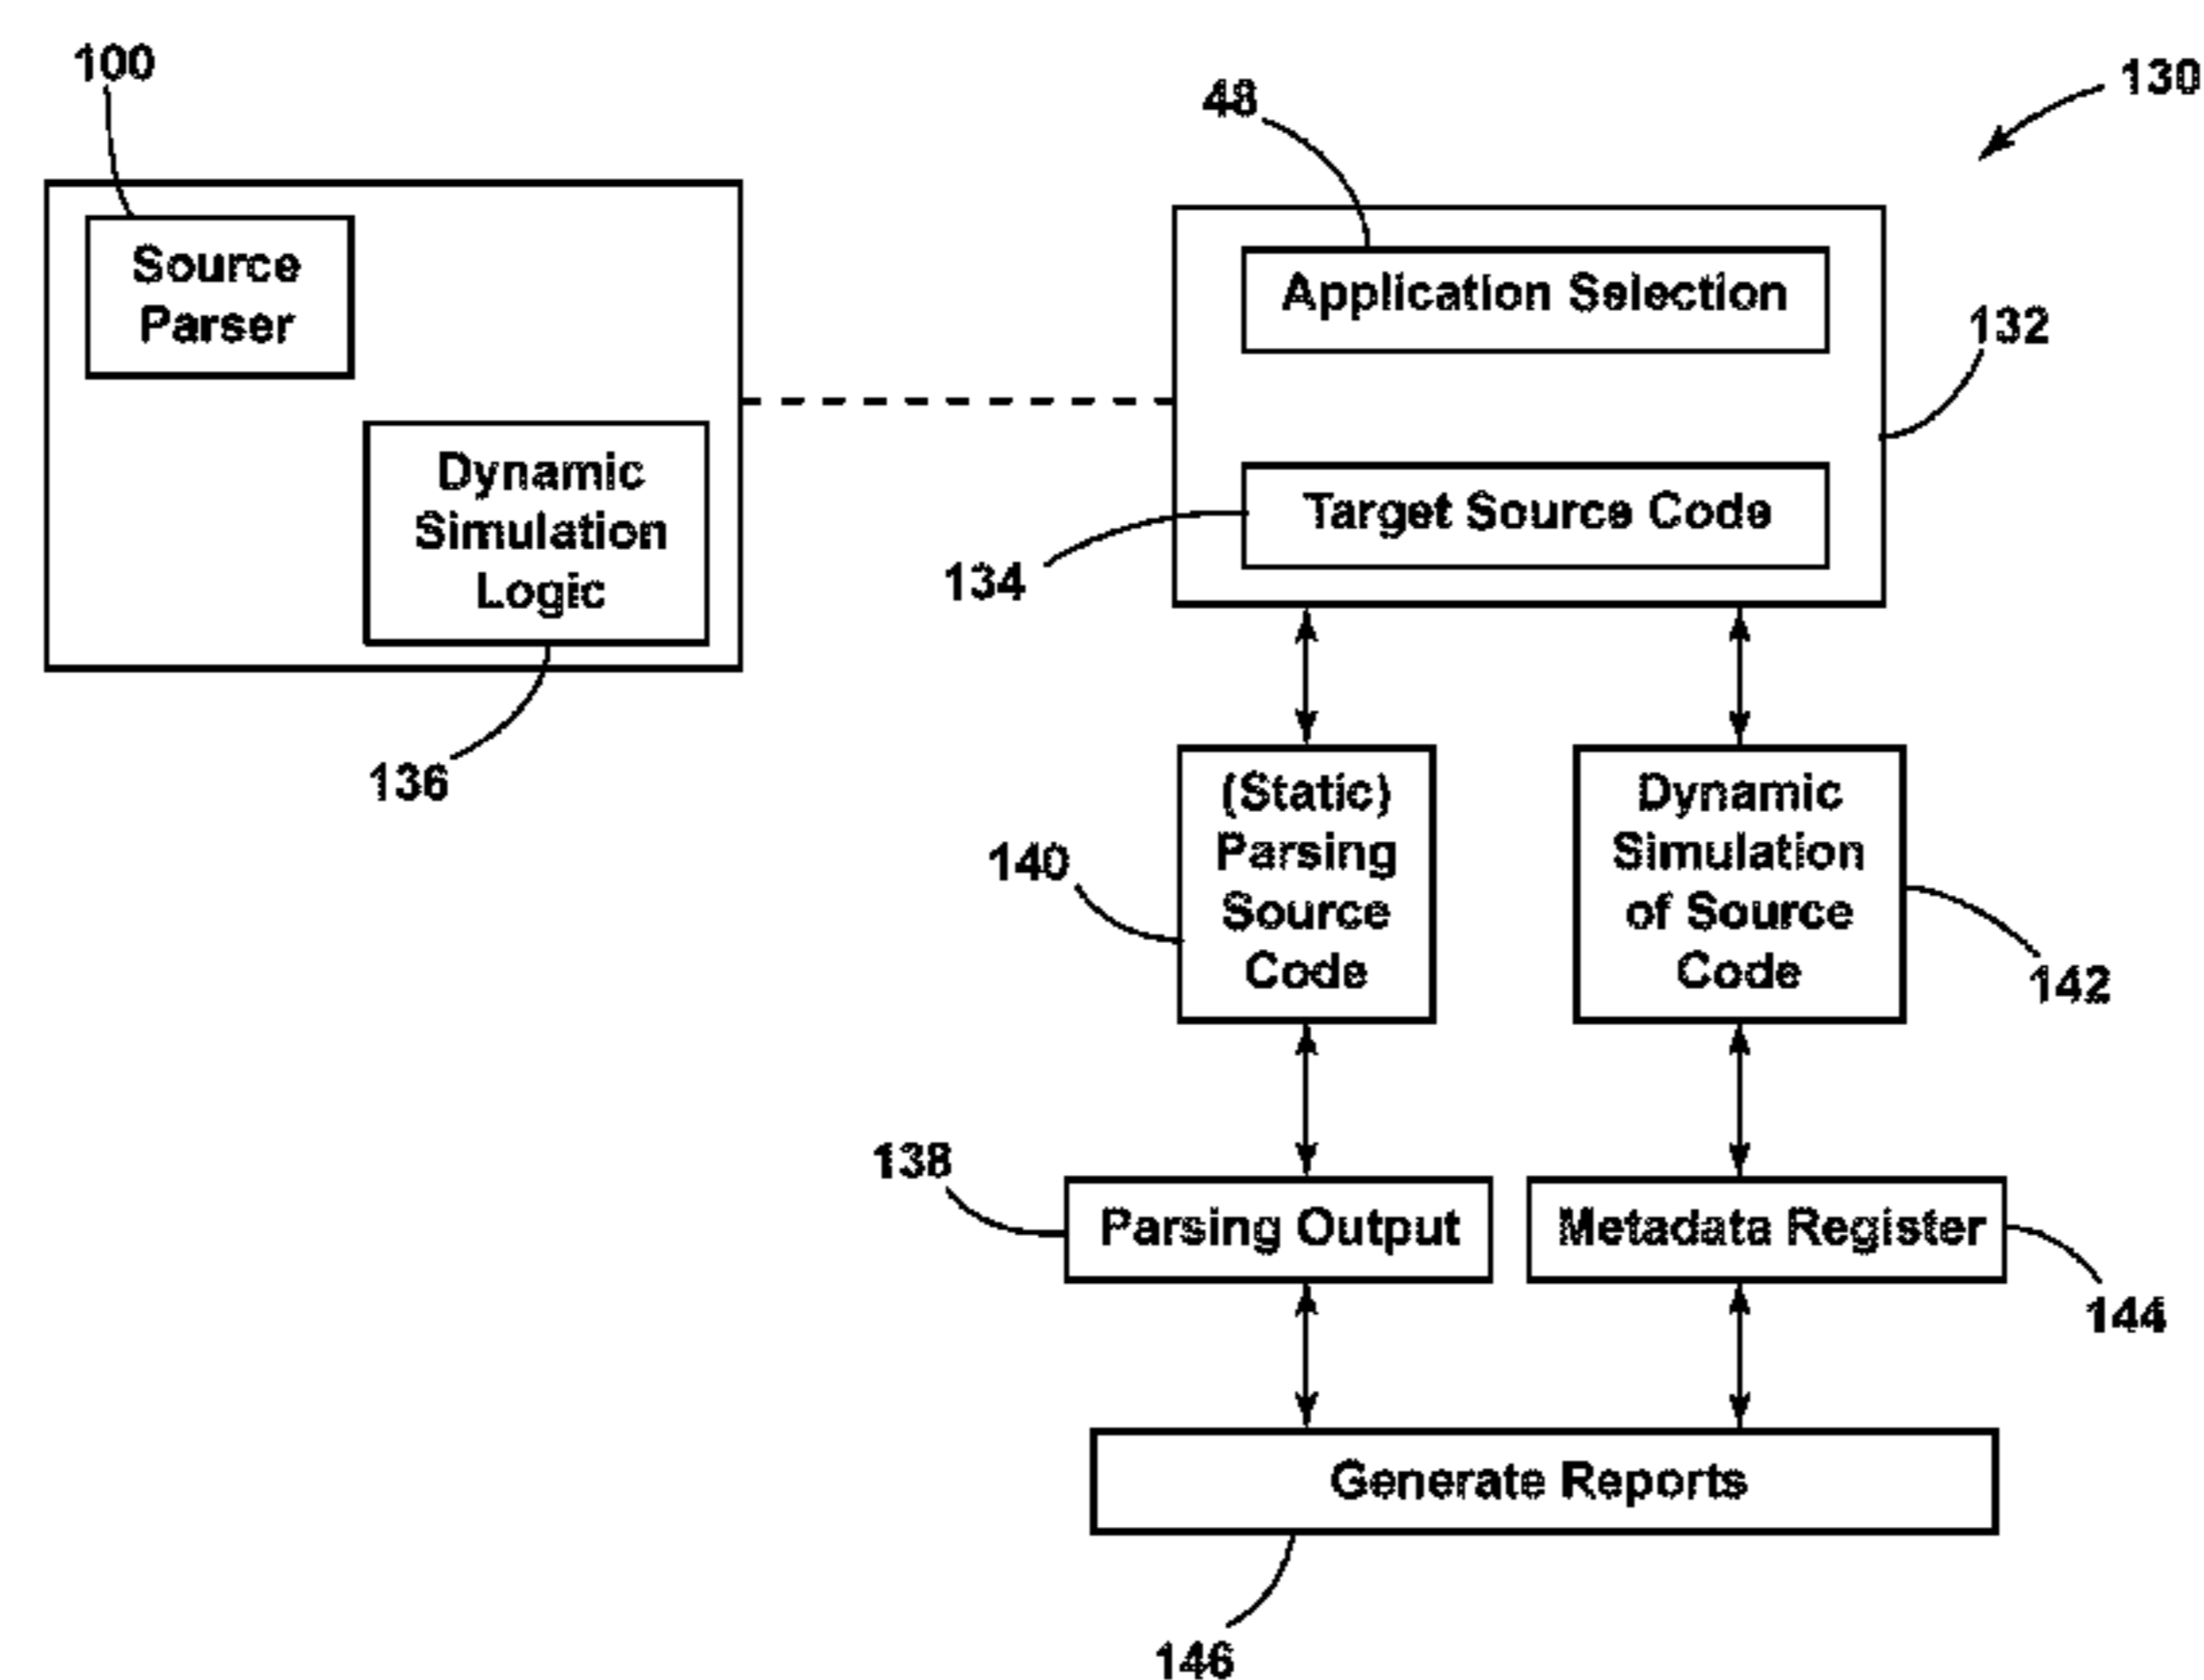 100
48
130
Source
Parser
Application Selection
132
Dynamic
Simulation
Logic
Target Source Code
134
136
(Static)
Parsing
Source
Code
140
Dynamic
Simulation
of Source
Code
142
138
Parsing Output
Metadata Register
144
Generate Reports
146